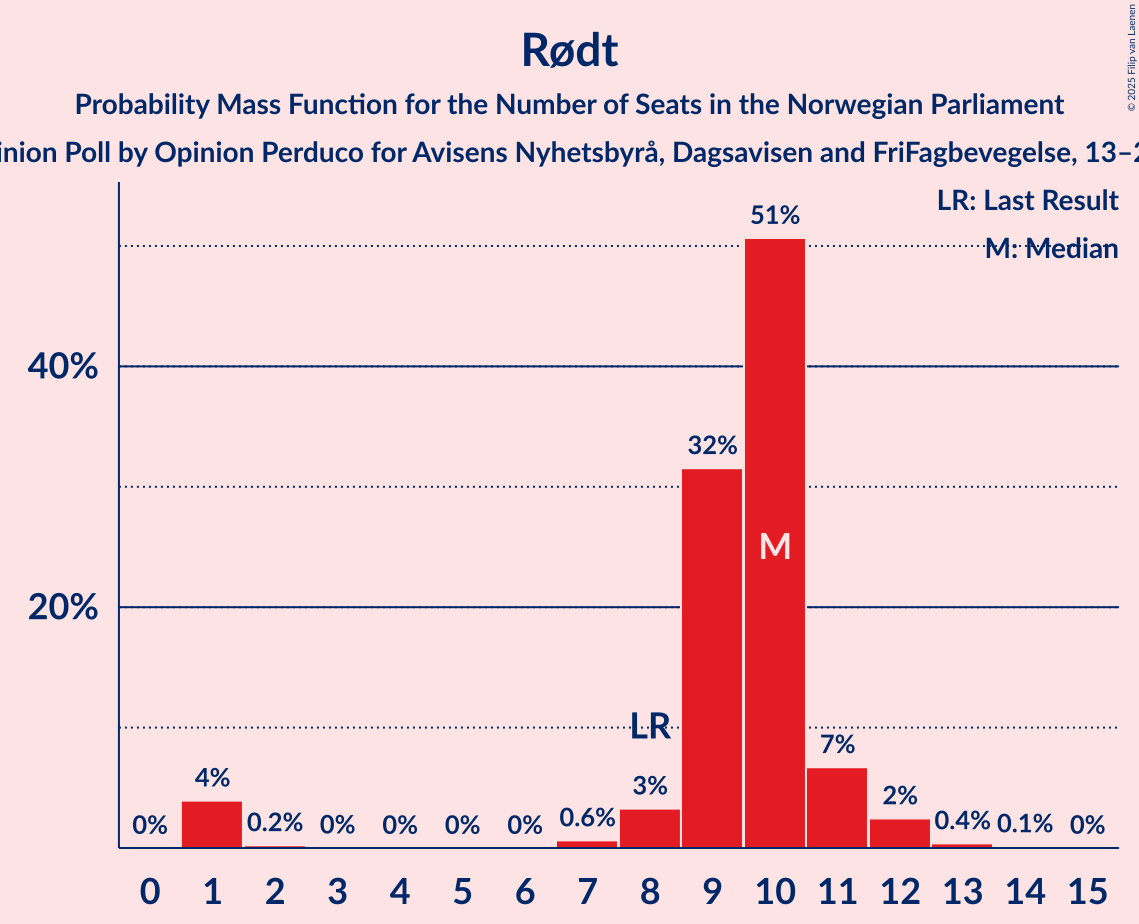 Rødt
Probability Mass Function for the Number of Seats in the Norwegian Parliament
inion Poll by Opinion Perduco for Avisens Nyhetsbyrå, Dagsavisen and FriFagbevegelse, 13–2
© 2025 Filip van Laenen
LR: Last Result
M: Median
40%
20%
0%
4%
0.2%
0%
0%
0%
0%
0.6%
3%
32%
51%
7%
2%
0.4%
0.1%
0%
LR
M
0 1 2 3 4 5 6 7 8 9 10 11 12 13 14 15